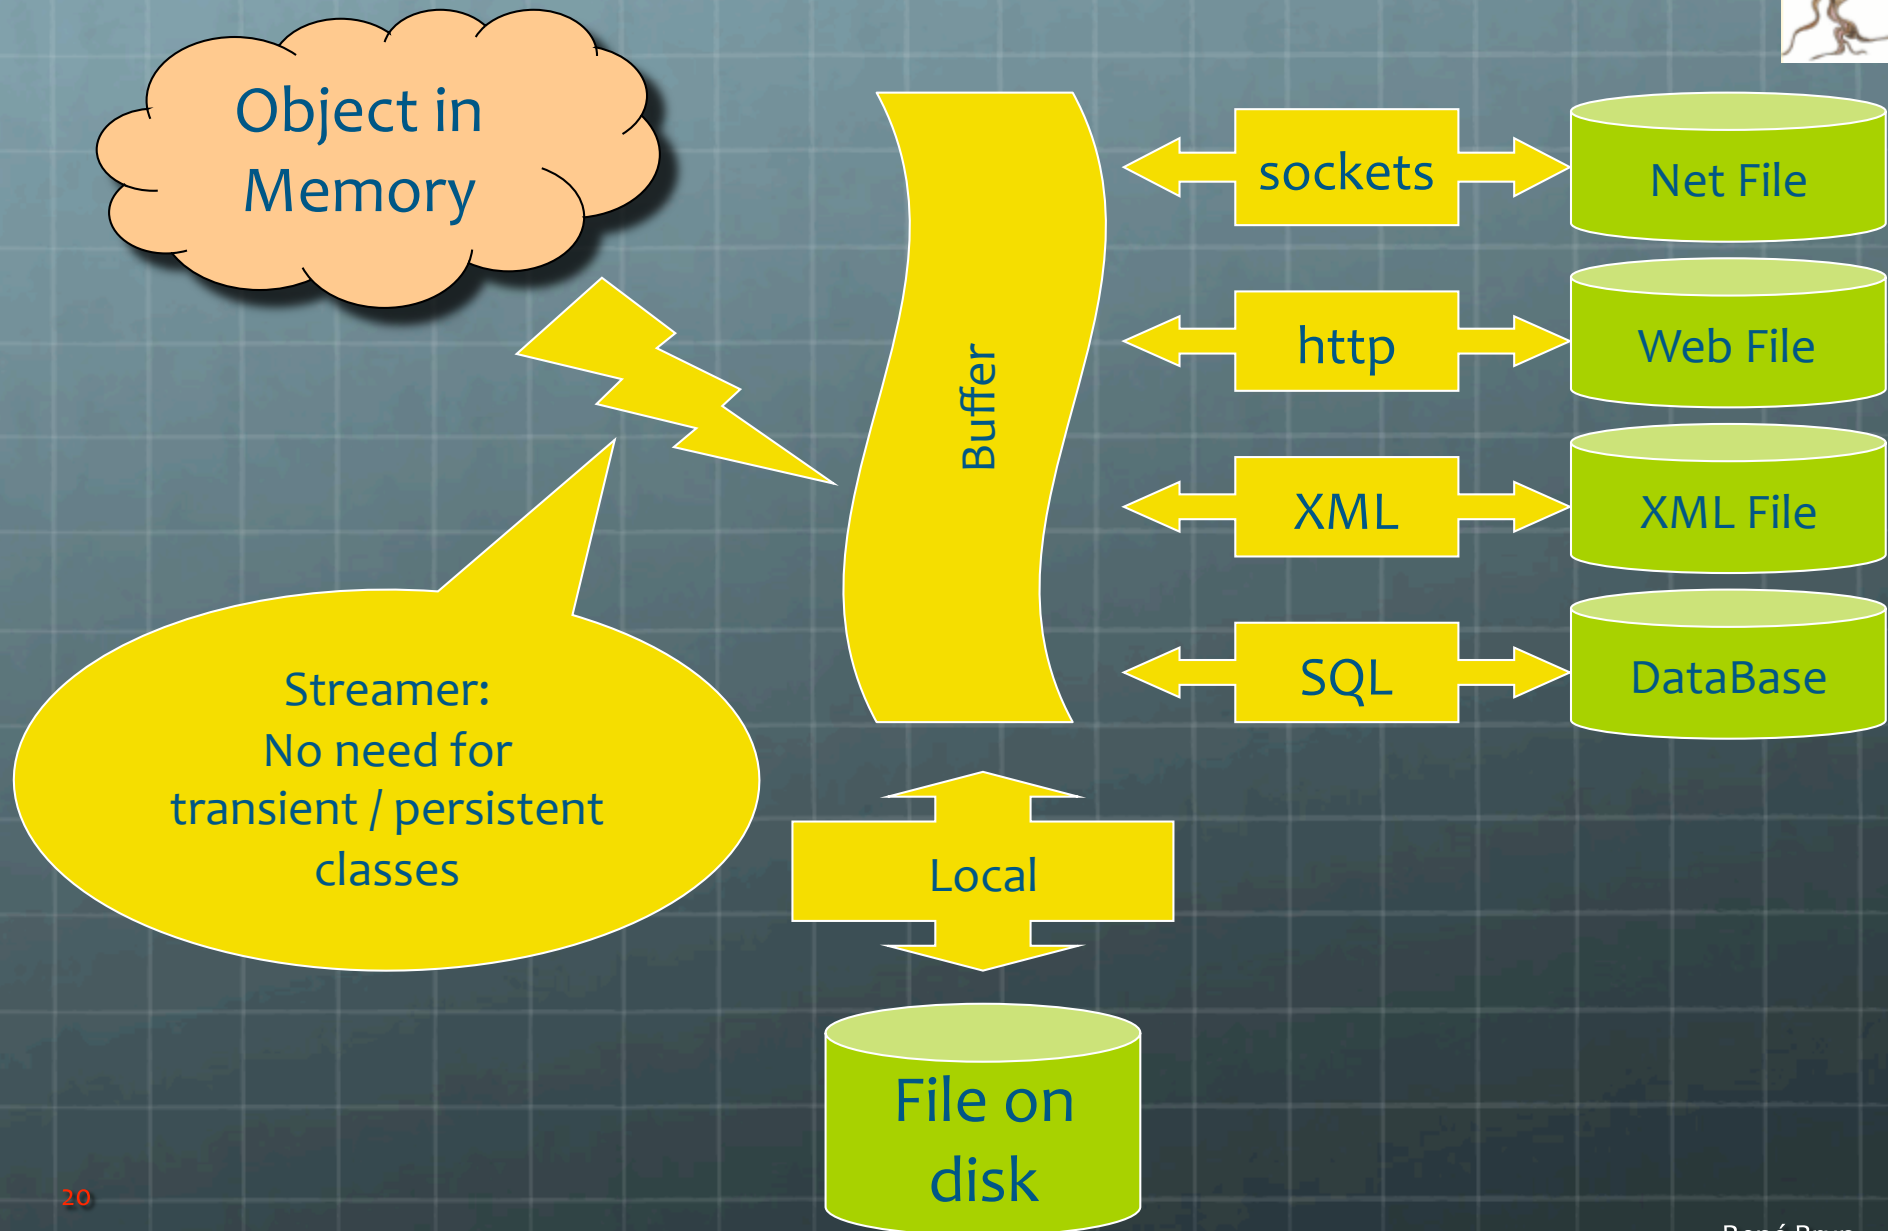 Object in
Memory
Buffer
sockets
Net File
http
Web File
XML
XML File
SQL
DataBase
Streamer:
No need for
transient / persistent
classes
Local
File on
disk
20